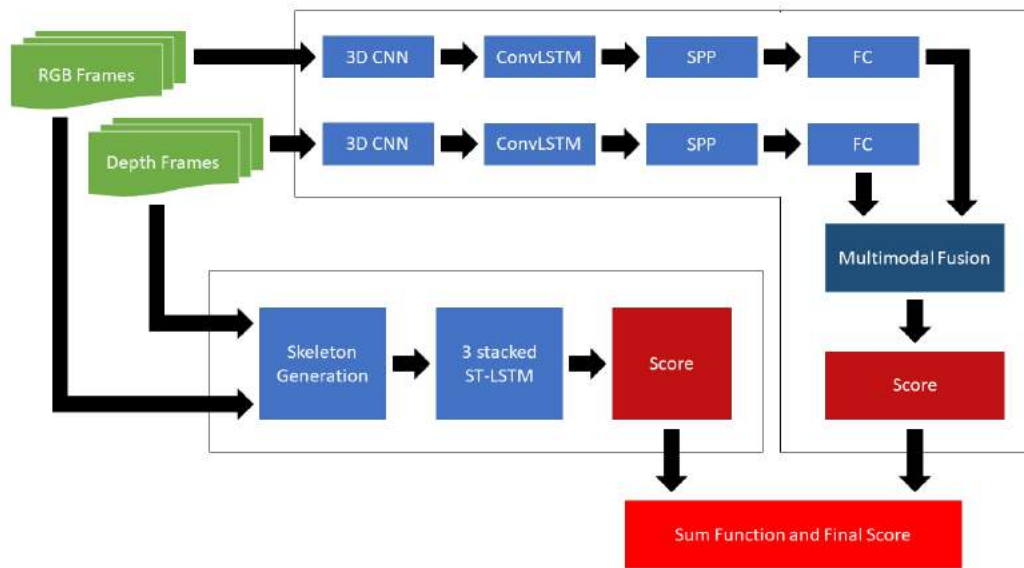 RGB Frames
3D CNN
ConvLSTM
SPP
FC
Depth Frames
3D CNN
ConvLSTM
SPP
FC
Multimodal Fusion
Skeleton
Generation
3 stacked
ST-LSTM
Score
Score
Sum Function and Final Score